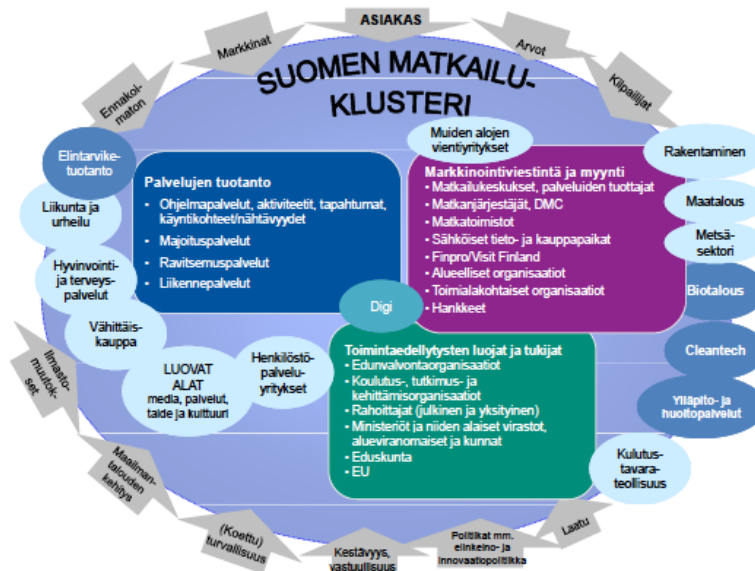 ASIAKAS
Markkinat
Arvot
Ennakoi-
maton
Kilpailijat
SUOMEN MATKAILU-
KLUSTERI
Muiden alojen
vientiyritykset
Rakentaminen
Elintarvike-
tuotanto
Palvelujen tuotanto
• Ohjelmapalvelut, aktiviteetit, tapahtumat,
käyntikohteet/nähtävyydet
• Majoituspalvelut
• Ravitsemuspalvelut
• Liikennepalvelut
Markkinointiviestintä ja myynti
• Matkailukeskukset, palveluiden tuottajat
• Matkanjärjestäjät, DMC
• Matkatoimistot
• Sähköiset tieto- ja kauppapaikat
• Finpro/Visit Finland
• Alueelliset organisaatiot
• Toimialakohtaiset organisaatiot
• Hankkeet
Maatalous
Metsä-
sektori
Liikunta ja
urheilu
Hyvinvointi-
ja terveys-
palvelut
Biotalous
Digi
Vähittäis-
kauppa
Cleantech
LUOVAT
ALAT
media, palvelut,
taide ja kulttuuri
Henkilöstö-
palvelu-
yritykset
Toimintaedellytysten luojat ja tukijat
• Edunvalvontaorganisaatiot
• Koulutus-, tutkimus- ja
kehittämisorganisaatiot
• Rahoittajat (julkinen ja yksityinen)
• Ministeriöt ja niiden alaiset virastot,
alueviranomaiset ja kunnat
• Eduskunta
• EU
Ylläpito- ja
huoltopalvelut
Kulutus-
tavara-
teollisuus
Ilmasto-
muutok-
set
Maailman-
talouden
kehitys
(Koettu)
turvallisuus
Kestävyys,
vastuullisuus
Politiikat mm.
elinkeino- ja
innovaatiopolitiikka
Laatu